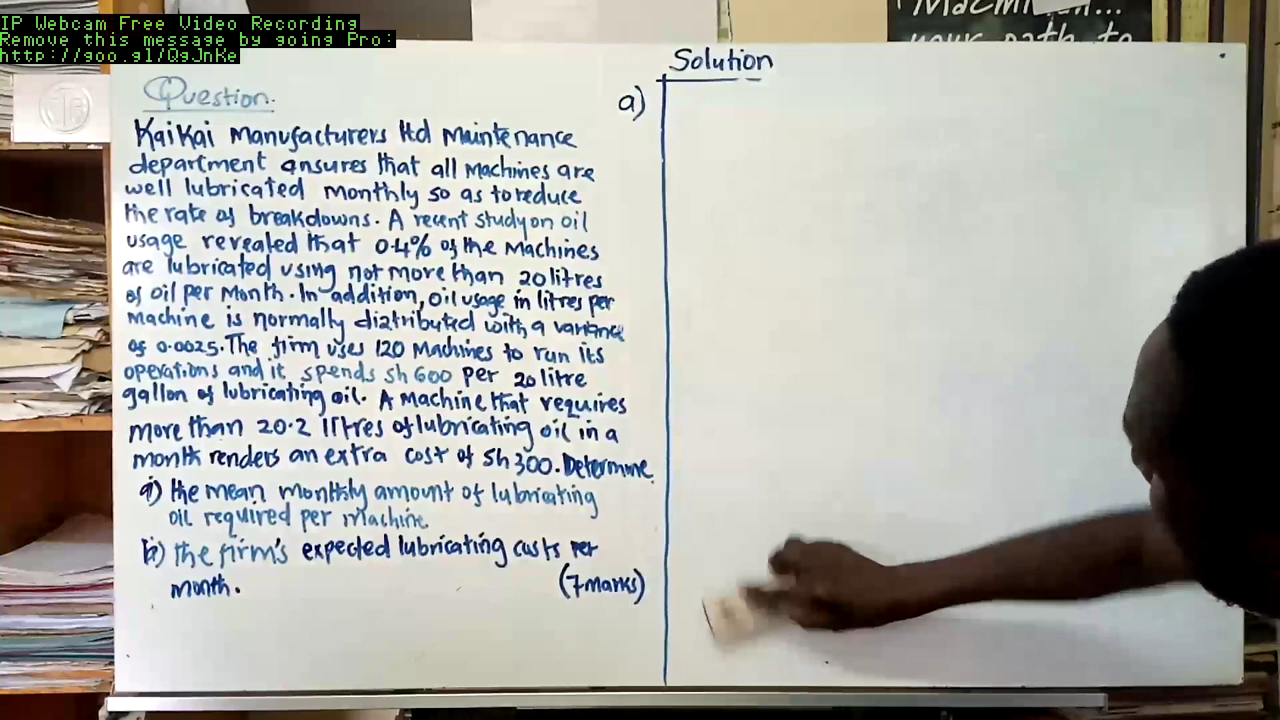 IP Webcam Free Video Recording
Remove this message by going Pro:
http://goo.gl/QgJnKe
your path to
Question.
KaiKai Manufacturers Ltd Maintenance
department ensures that all machines are
well lubricated monthly so as to reduce
the rate of breakdowns. A recent study on oil
usage revealed that 0.4% of the machines
are lubricated using not more than 20 litres
of oil per month. In addition, oil usage in litres per
machine is normally distributed with a variance
of 0.0025. The firm uses 120 Machines to run its
operations and it spends sh 600 per 20 litre
gallon of lubricating oil. A machine that requires
more than 20.2 litres of lubricating oil in a
month renders an extra cost of Sh 300. Determine
a) the mean monthly amount of lubricating
oil required per machine.
b) the firm's expected lubricating costs per
month. (7 marks)
Solution
a)